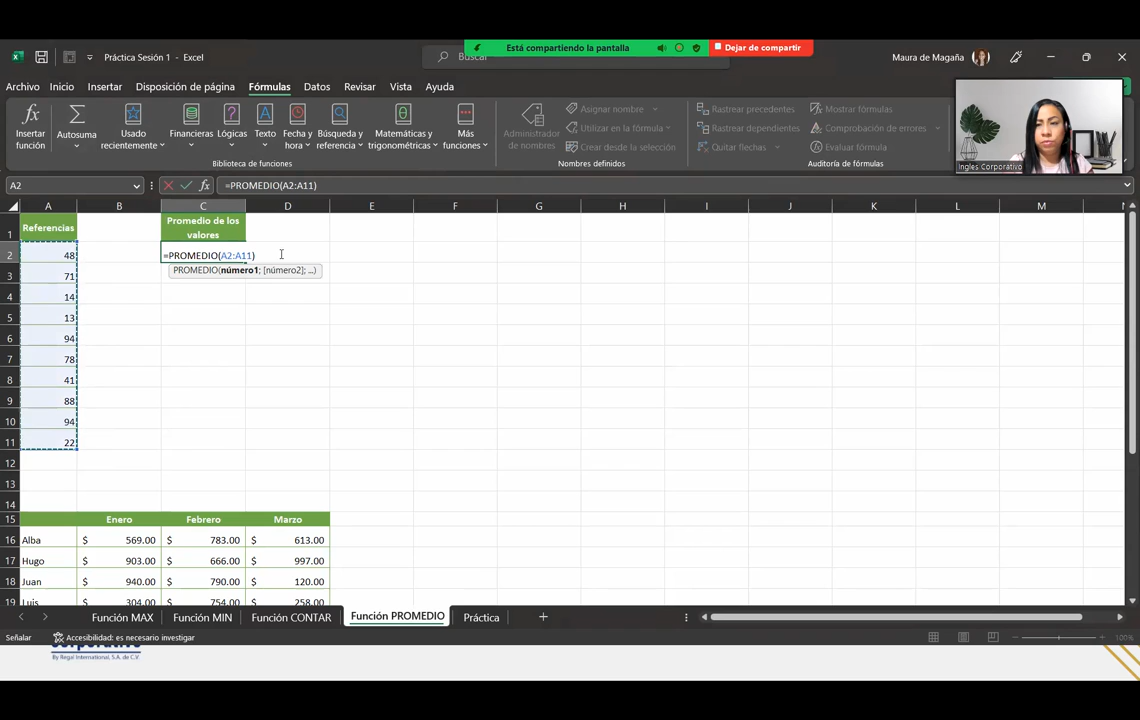 Está compartiendo la pantalla
Dejar de compartir
Práctica Sesión 1 - Excel
Buscar
Maura de Magaña
Archivo Inicio Insertar Disposición de página Fórmulas Datos Revisar Vista Ayuda
Insertar función
Autosuma
Usado recientemente
Financieras
Lógicas
Texto
Fecha y hora
Búsqueda y referencia
Matemáticas y trigonométricas
Más funciones
Biblioteca de funciones
Administrador de nombres
Asignar nombre
Utilizar en la fórmula
Crear desde la selección
Nombres definidos
Rastrear precedentes
Rastrear dependientes
Quitar flechas
Mostrar fórmulas
Comprobación de errores
Evaluar fórmula
Auditoría de fórmulas
Ingles Corporativo
A2 fx =PROMEDIO(A2:A11)
A B C D E F G H I J K L M
1 Referencias Promedio de los
valores
2 48 =PROMEDIO(A2:A11)
PROMEDIO(número1; [número2]; ...)
3 71
4 14
5 13
6 94
7 78
8 41
9 88
10 94
11 22
12
13
14
15 Enero Febrero Marzo
16 Alba $ 569.00 $ 783.00 $ 613.00
17 Hugo $ 903.00 $ 666.00 $ 997.00
18 Juan $ 940.00 $ 790.00 $ 120.00
19 Luis $ 304.00 $ 754.00 $ 258.00
Función MAX Función MIN Función CONTAR Función PROMEDIO Práctica
Señalar Accesibilidad: es necesario investigar 100%
corporativo
By Regal International, S.A. de C.V.